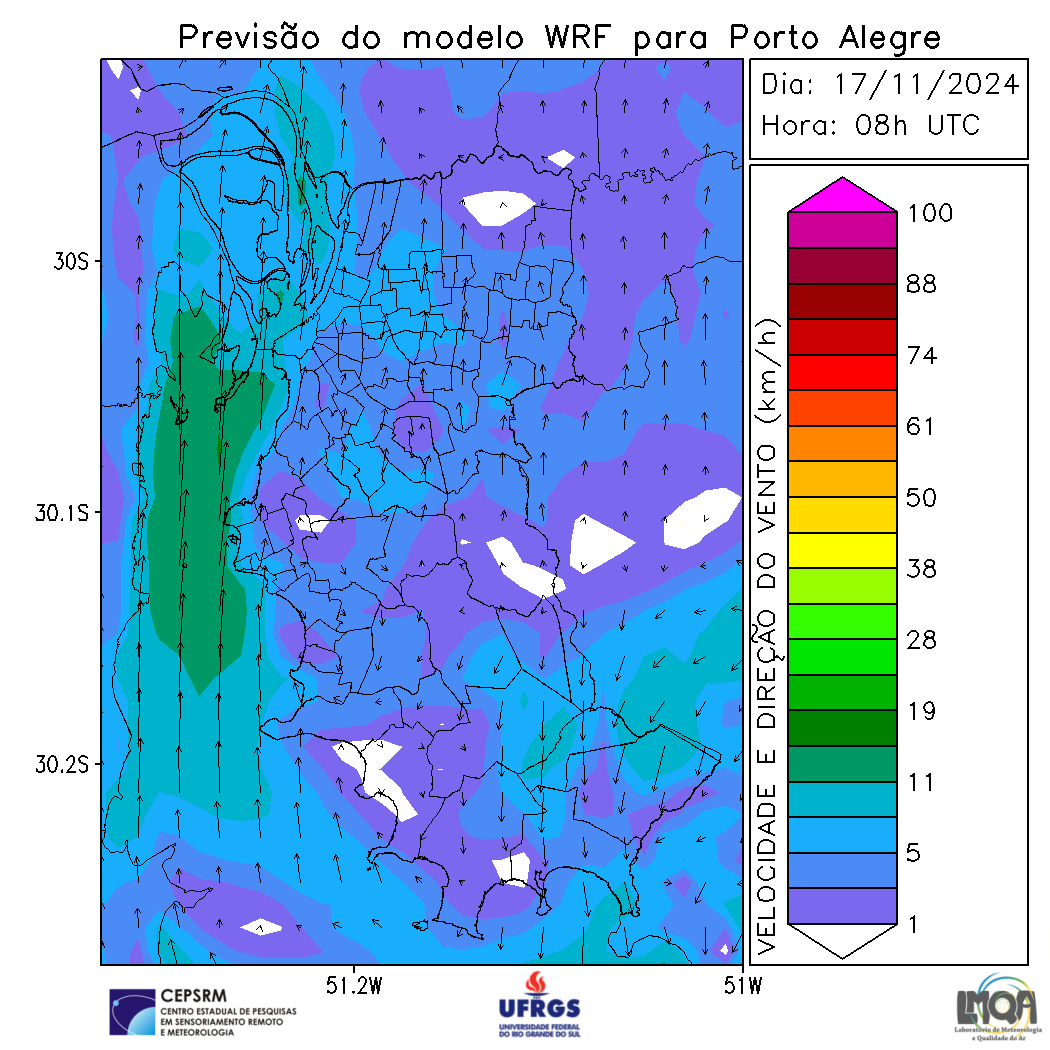 Previsão do modelo WRF para Porto Alegre
Dia: 17/11/2024
Hora: 08h UTC
30S
30.1S
30.2S
51.2W
51W
VELOCIDADE E DIREÇÃO DO VENTO (km/h)
100
88
74
61
50
38
28
19
11
5
1
CEPSRM
CENTRO ESTADUAL DE PESQUISAS
EM SENSORIAMENTO REMOTO
E METEOROLOGIA
UFRGS
UNIVERSIDADE FEDERAL
DO RIO GRANDE DO SUL
LMQA
Laboratório de Meteorologia
e Qualidade do Ar